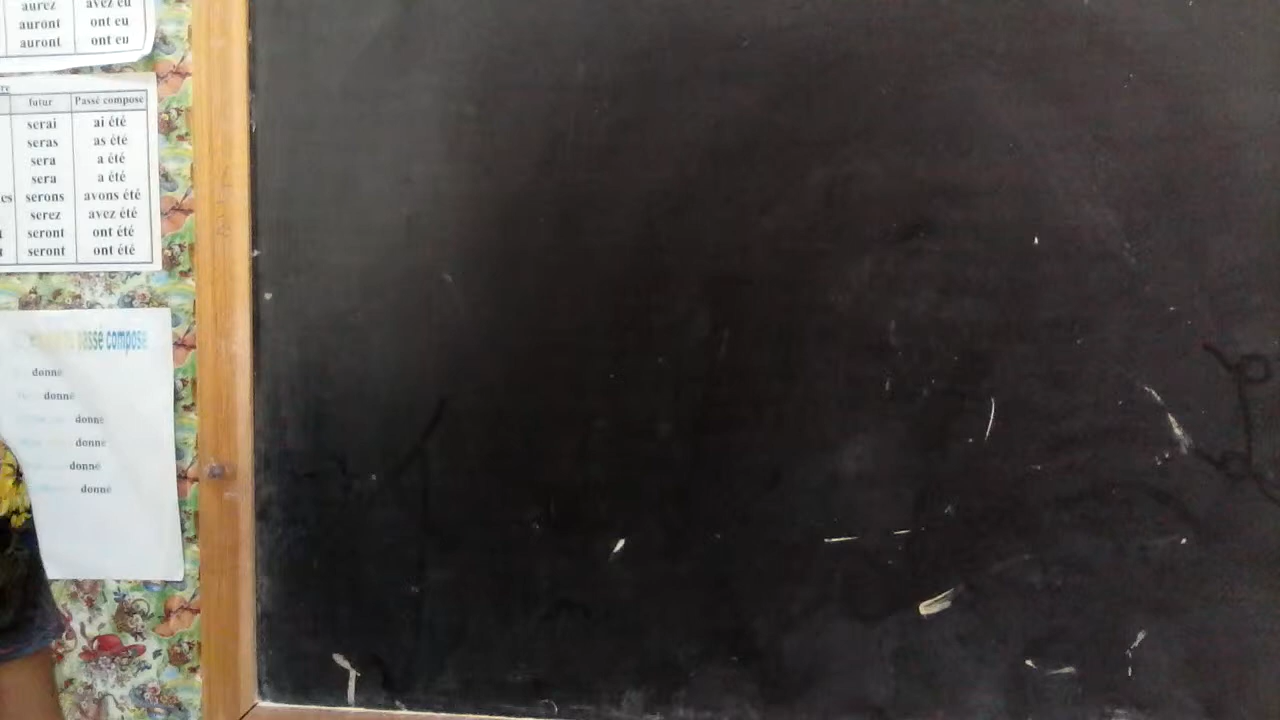 aurez avez eu
auront ont eu
auront ont eu
futur Passé composé
serai ai été
seras as été
sera a été
sera a été
serons avons été
serez avez été
seront ont été
seront ont été
passé composé
donné
donné
donné
donné
donné
donné